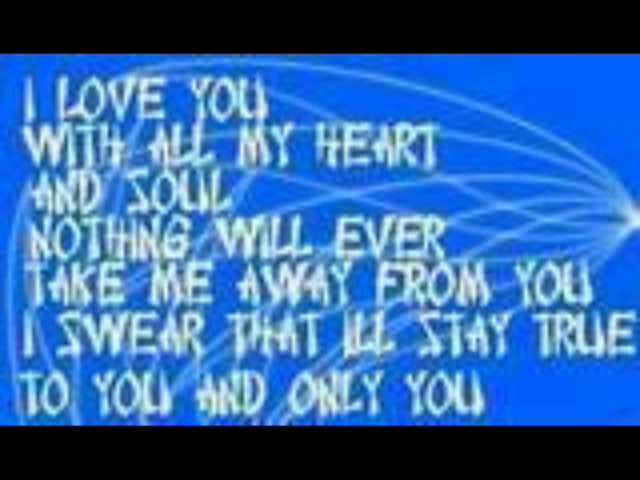 I LOVE YOU
WITH ALL MY HEART
AND SOUL
NOTHING WILL EVER
TAKE ME AWAY FROM YOU
I SWEAR THAT ILL STAY TRUE
TO YOU AND ONLY YOU